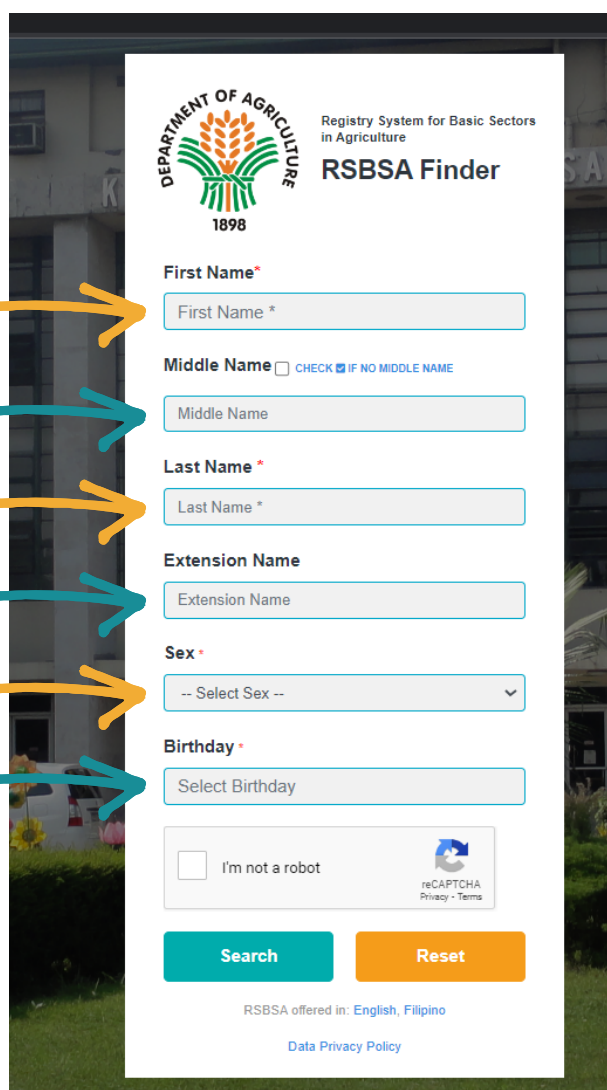 DEPARTMENT OF AGRICULTURE
1898
Registry System for Basic Sectors
in Agriculture
RSBSA Finder
K
SA
First Name*
First Name *
Middle Name CHECK IF NO MIDDLE NAME
Middle Name
Last Name *
Last Name *
Extension Name
Extension Name
Sex *
-- Select Sex --
Birthday *
Select Birthday
I'm not a robot
reCAPTCHA
Privacy - Terms
Search Reset
RSBSA offered in: English, Filipino
Data Privacy Policy